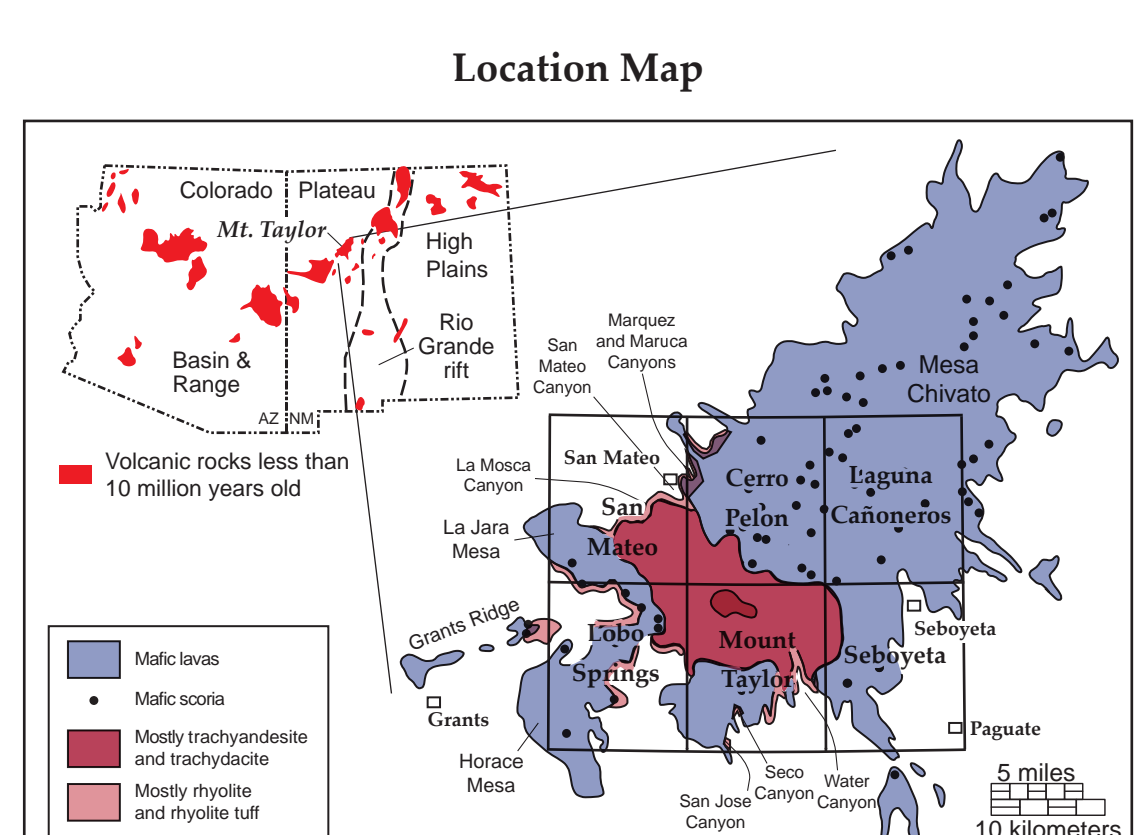 Location Map
Colorado
Plateau
Mt. Taylor
High
Plains
Rio
Grande
rift
Basin &
Range
AZ
NM
Volcanic rocks less than
10 million years old
Marquez
and Maruca
Canyons
San
Mateo
Canyon
Mesa
Chivato
La Mosca
Canyon
San Mateo
Cerro
Pelon
Laguna
Cañoneros
La Jara
Mesa
San
Mateo
Grants Ridge
Lobo
Springs
Mount
Taylor
Seboyeta
Seboyeta
Grants
Paguate
Horace
Mesa
San Jose
Canyon
Seco
Canyon
Water
Canyon
Mafic lavas
Mafic scoria
Mostly trachyandesite
and trachydacite
Mostly rhyolite
and rhyolite tuff
5 miles
10 kilometers